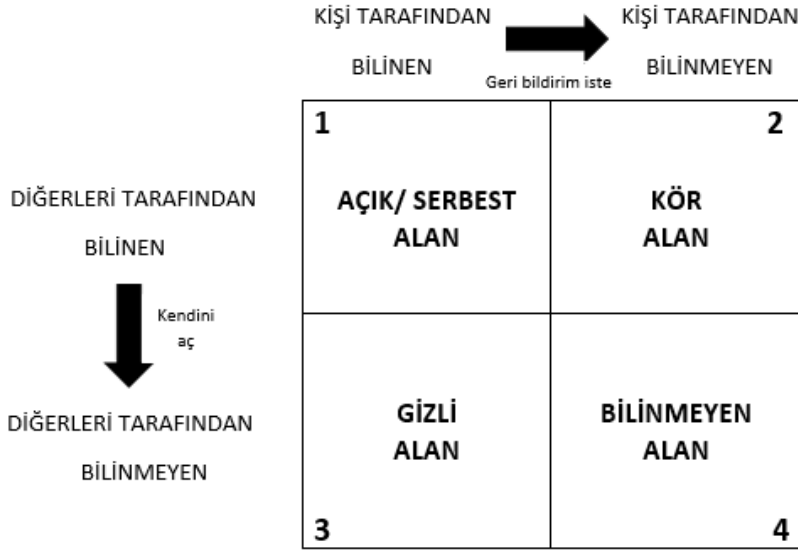 KİŞİ TARAFINDAN
BİLİNEN
KİŞİ TARAFINDAN
BİLİNMEYEN
Geri bildirim iste
1
2
DİĞERLERİ TARAFINDAN
BİLİNEN
AÇIK/ SERBEST
ALAN
KÖR
ALAN
Kendini
aç
DİĞERLERİ TARAFINDAN
BİLİNMEYEN
GİZLİ
ALAN
BİLİNMEYEN
ALAN
3
4